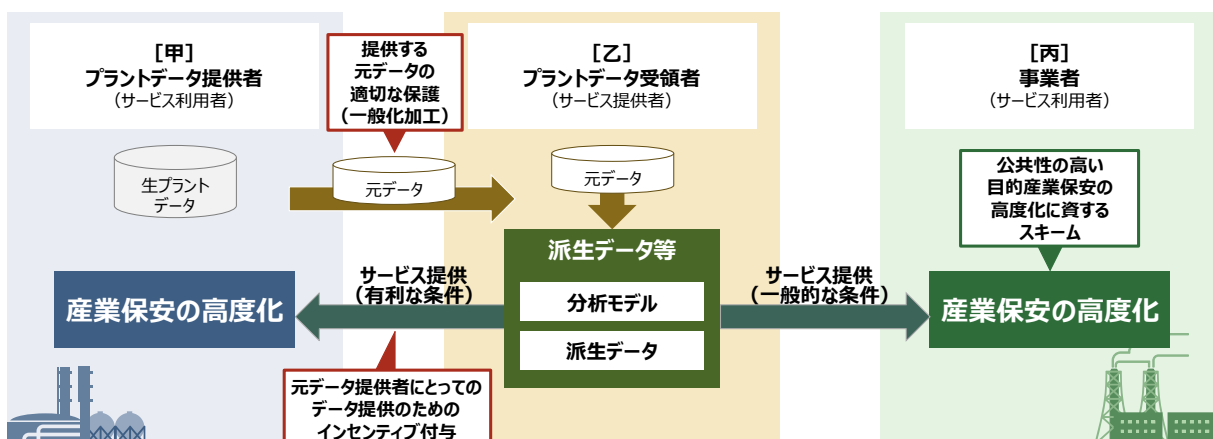 ［甲］
プラントデータ提供者
（サービス利用者）
提供する
元データの
適切な保護
（一般化加工）
［乙］
プラントデータ受領者
（サービス提供者）
［丙］
事業者
（サービス利用者）
生プラント
データ
元データ
元データ
公共性の高い
目的産業保安の
高度化に資する
スキーム
派生データ等
分析モデル
派生データ
サービス提供
（有利な条件）
サービス提供
（一般的な条件）
産業保安の高度化
産業保安の高度化
元データ提供者にとっての
データ提供のための
インセンティブ付与